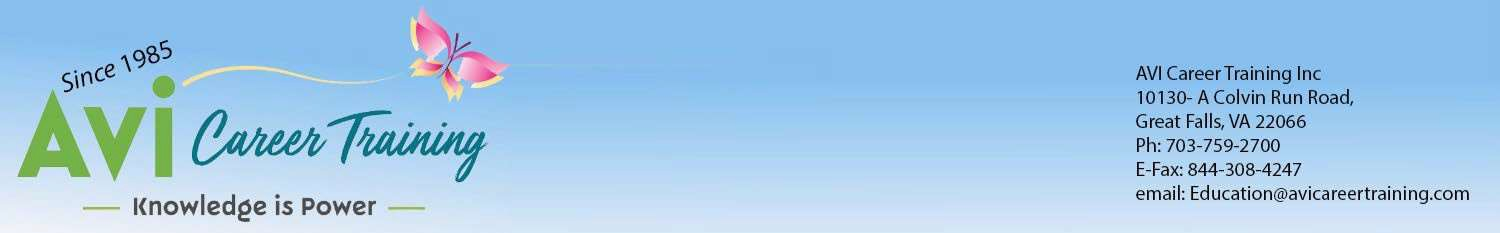 Since 1985
Avi Career Training
Knowledge is Power
AVI Career Training Inc
10130- A Colvin Run Road,
Great Falls, VA 22066
Ph: 703-759-2700
E-Fax: 844-308-4247
email: Education@avicareertraining.com